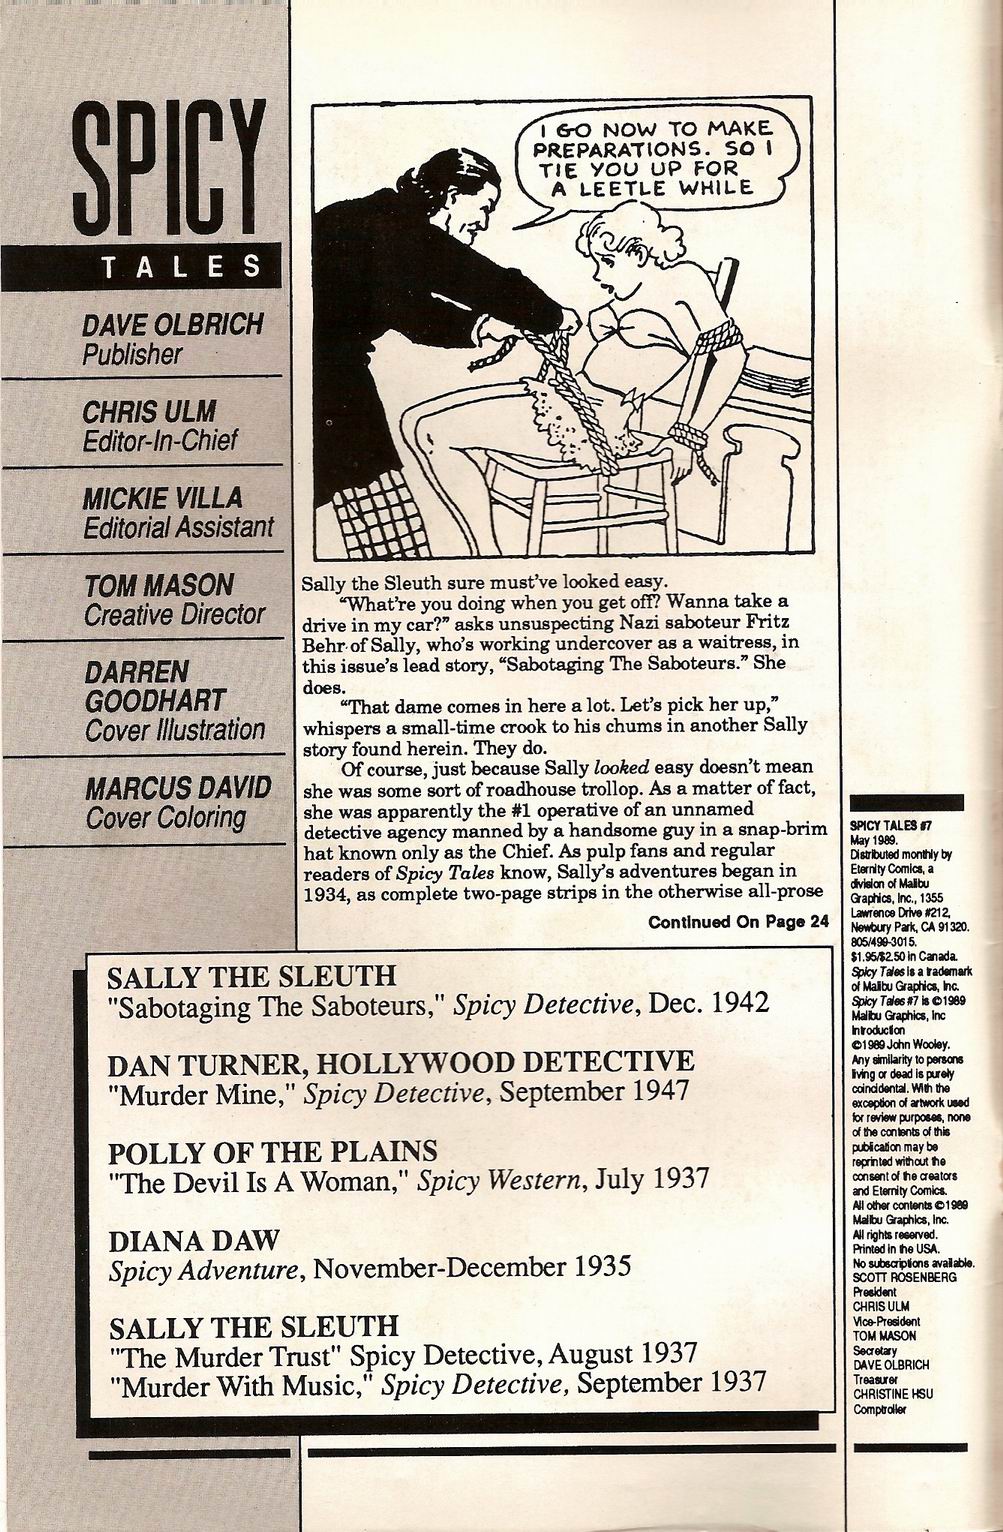 SPICY
TALES
DAVE OLBRICH
Publisher
CHRIS ULM
Editor-In-Chief
MICKIE VILLA
Editorial Assistant
TOM MASON
Creative Director
DARREN
GOODHART
Cover Illustration
MARCUS DAVID
Cover Coloring
I GO NOW TO MAKE
PREPARATIONS. SO I
TIE YOU UP FOR
A LEETLE WHILE
Sally the Sleuth sure must've looked easy.
"What're you doing when you get off? Wanna take a
drive in my car?" asks unsuspecting Nazi saboteur Fritz
Behr of Sally, who's working undercover as a waitress, in
this issue's lead story, "Sabotaging The Saboteurs." She
does.
"That dame comes in here a lot. Let's pick her up,"
whispers a small-time crook to his chums in another Sally
story found herein. They do.
Of course, just because Sally looked easy doesn't mean
she was some sort of roadhouse trollop. As a matter of fact,
she was apparently the #1 operative of an unnamed
detective agency manned by a handsome guy in a snap-brim
hat known only as the Chief. As pulp fans and regular
readers of Spicy Tales know, Sally's adventures began in
1934, as complete two-page strips in the otherwise all-prose
Continued On Page 24
SALLY THE SLEUTH
"Sabotaging The Saboteurs," Spicy Detective, Dec. 1942
DAN TURNER, HOLLYWOOD DETECTIVE
"Murder Mine," Spicy Detective, September 1947
POLLY OF THE PLAINS
"The Devil Is A Woman," Spicy Western, July 1937
DIANA DAW
Spicy Adventure, November-December 1935
SALLY THE SLEUTH
"The Murder Trust" Spicy Detective, August 1937
"Murder With Music," Spicy Detective, September 1937
SPICY TALES #7
May 1989.
Distributed monthly by
Eternity Comics, a
division of Malibu
Graphics, Inc., 1355
Lawrence Drive #212,
Newbury Park, CA 91320.
805/499-3015.
$1.95/$2.50 in Canada.
Spicy Tales is a trademark
of Malibu Graphics, Inc.
Spicy Tales #7 is ©1989
Malibu Graphics, Inc
Introduction
©1989 John Wooley.
Any similarity to persons
living or dead is purely
coincidental. With the
exception of artwork used
for review purposes, none
of the contents of this
publication may be
reprinted without the
consent of the creators
and Eternity Comics.
All other contents ©1989
Malibu Graphics, Inc.
All rights reserved.
Printed in the USA.
No subscriptions available.
SCOTT ROSENBERG
President
CHRIS ULM
Vice-President
TOM MASON
Secretary
DAVE OLBRICH
Treasurer
CHRISTINE HSU
Comptroller